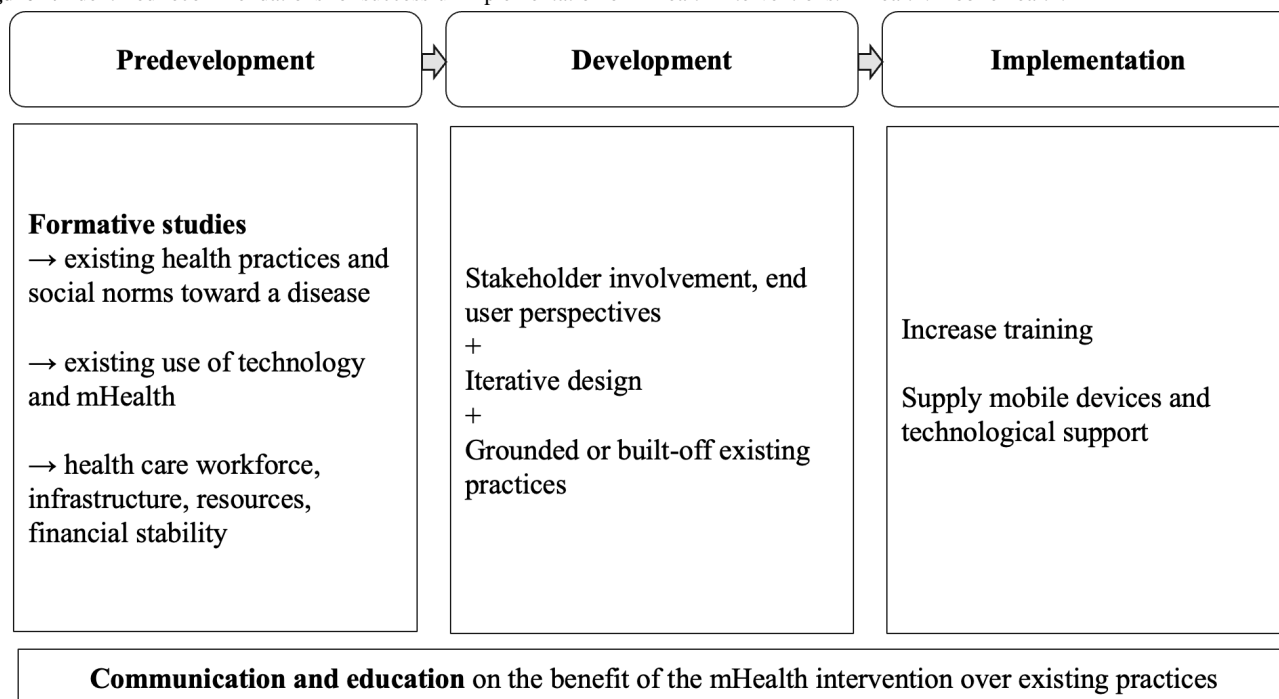 Predevelopment
Development
Implementation
Formative studies
→ existing health practices and
social norms toward a disease
→ existing use of technology
and mHealth
→ health care workforce,
infrastructure, resources,
financial stability
Stakeholder involvement, end
user perspectives
+
Iterative design
+
Grounded or built-off existing
practices
Increase training
Supply mobile devices and
technological support
Communication and education on the benefit of the mHealth intervention over existing practices